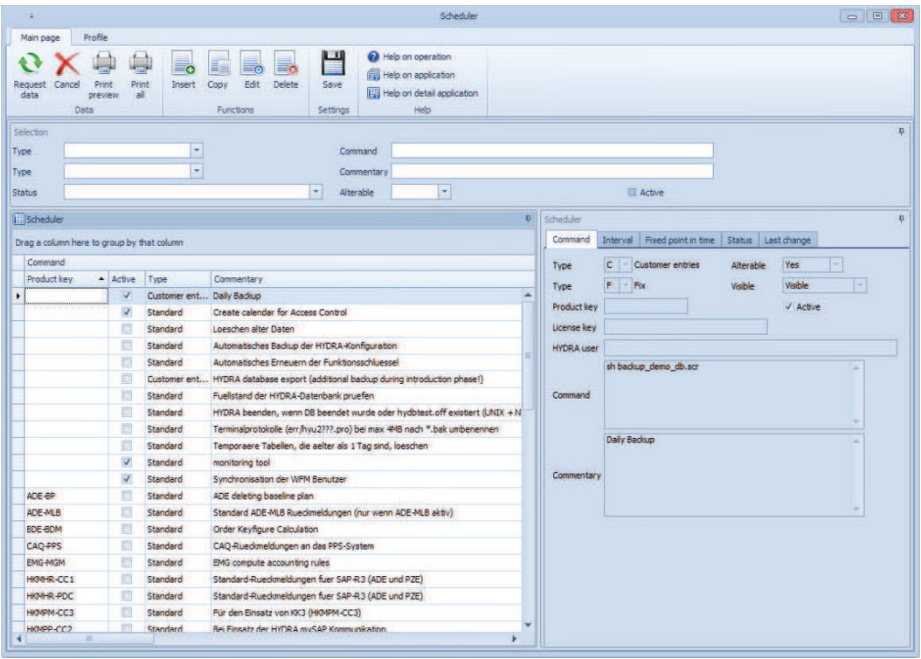 Scheduler
Main page Profile
Request data Cancel Print preview Print all Insert Copy Edit Delete Save
Help on operation
Help on application
Help on detail application
Data Functions Settings Help
Selection
Type Command
Type Commentary
Status Alterable Active
Scheduler
Drag a column here to group by that column
Command
Product key Active Type Commentary
Customer ent... Daily Backup
Standard Create calendar for Access Control
Standard Loeschen alter Daten
Standard Automatisches Backup der HYDRA-Konfiguration
Standard Automatisches Erneuern der Funktionsschluessel
Customer ent... HYDRA database export (additional backup during introduction phase!)
Standard Fuellstand der HYDRA-Datenbank pruefen
Standard HYDRA beenden, wenn DB beendet wurde oder hydbtest.off existiert (UNIX + N
Standard Terminalprotokolle (err/hyu2???.pro) bei max 4MB nach *.bak umbenennen
Standard Temporaere Tabellen, die aelter als 1 Tag sind, loeschen
Standard monitoring tool
Standard Synchronisation der WFM Benutzer
ADE-BP Standard ADE deleting baseline plan
ADE-MLB Standard Standard ADE-MLB Rueckmeldungen (nur wenn ADE-MLB aktiv)
BDE-BDM Standard Order Keyfigure Calculation
CAQ-PPS Standard CAQ-Rueckmeldungen an das PPS-System
EMG-MGM Standard EMG compute accounting rules
HKMHR-CC1 Standard Standard-Rueckmeldungen fuer SAP-R3 (ADE und PZE)
HKMHR-PDC Standard Standard-Rueckmeldungen fuer SAP-R3 (ADE und PZE)
HKMPM-CC3 Standard Für den Einsatz von KK3 (HKMPM-CC3)
HKMPP-CC2 Standard Bei Einsatz der HYDRA mySAP Kommunikation
Scheduler
Command Interval Fixed point in time Status Last change
Type C Customer entries Alterable Yes
Type F Fix Visible Visible
Product key Active
License key
HYDRA user
Command sh backup_demo_db.scr
Commentary Daily Backup